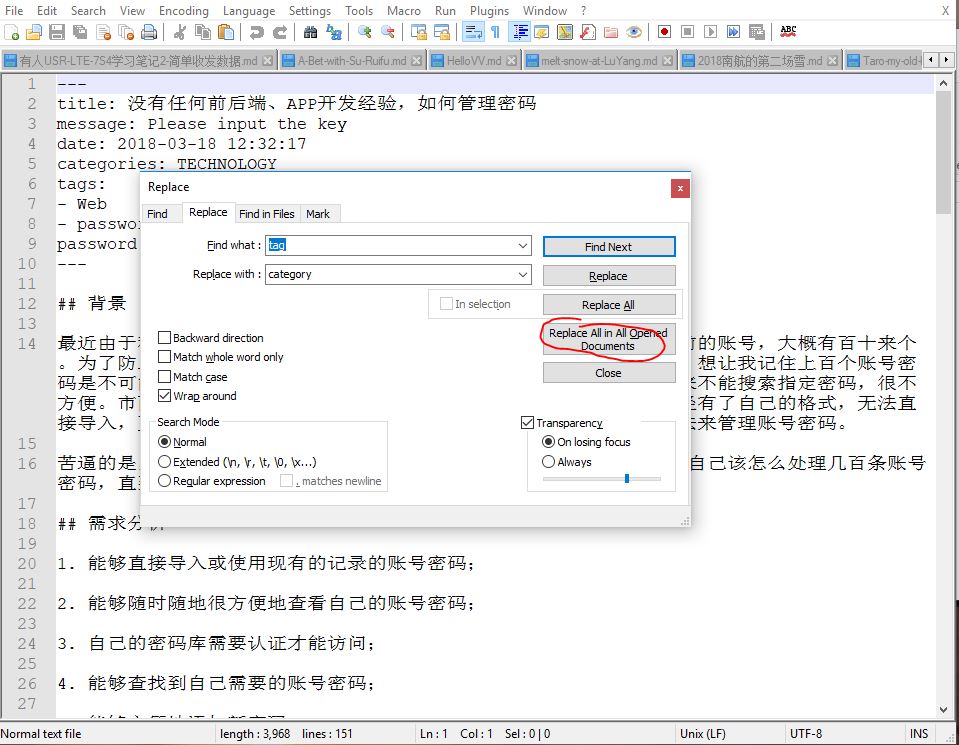 File Edit Search View Encoding Language Settings Tools Macro Run Plugins Window ? X
ABC
有人USR-LTE-7S4学习笔记2-简单收发数据.md A-Bet-with-Su-Ruifu.md HelloVV.md melt-snow-at-LuYang.md 2018南航的第二场雪.md Taro-my-old-
1 ---
2 title: 没有任何前后端、APP开发经验，如何管理密码
3 message: Please input the key
4 date: 2018-03-18 12:32:17
5 categories: TECHNOLOGY
6 tags:
7 - Web
8 -
9 password
10 ---
11
12 ## 背景
13
14 最近由于
的账号，大概有百十来个
。为了防
想让我记住上百个账号密
码是不可
不能搜索指定密码，很不
方便。市
有了自己的格式，无法直
接导入，
来管理账号密码。
15
16 苦逼的是
自己该怎么处理几百条账号
密码，直
17
18 ## 需求分
19
20 1. 能够直接导入或使用现有的记录的账号密码；
21
22 2. 能够随时随地很方便地查看自己的账号密码；
23
24 3. 自己的密码库需要认证才能访问；
25
26 4. 能够查找到自己需要的账号密码；
27
Replace x
Find Replace Find in Files Mark
Find what : tag Find Next
Replace with : category Replace
In selection Replace All
Replace All in All Opened
Documents
Close
Backward direction
Match whole word only
Match case
Wrap around
Search Mode
Normal
Extended (\n, \r, \t, \0, \x...)
Regular expression . matches newline
Transparency
On losing focus
Always
Normal text file length : 3,968 lines : 151 Ln : 1 Col : 1 Sel : 0 | 0 Unix (LF) UTF-8 INS